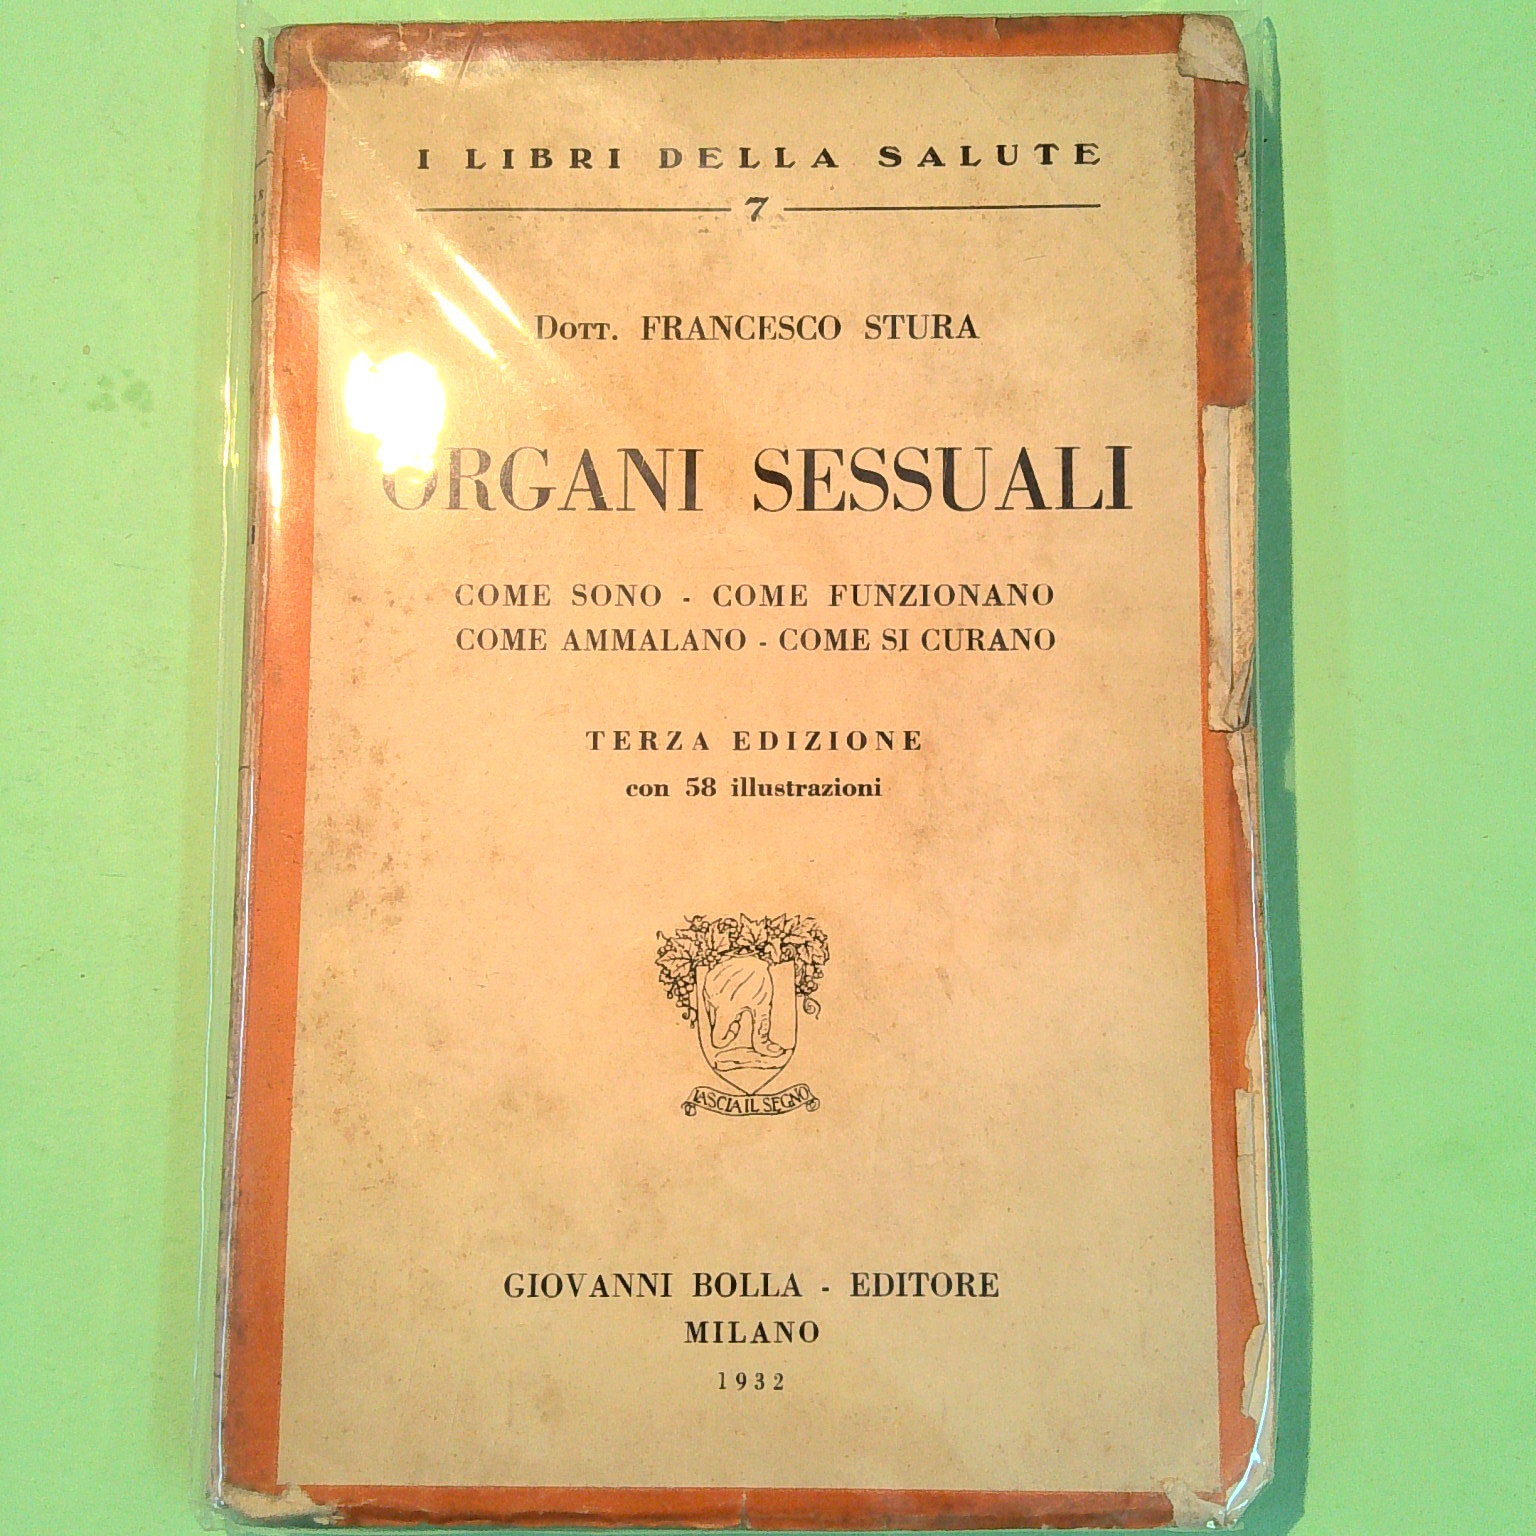 I LIBRI DELLA SALUTE
7
Dott. FRANCESCO STURA
ORGANI SESSUALI
COME SONO - COME FUNZIONANO
COME AMMALANO - COME SI CURANO
TERZA EDIZIONE
con 58 illustrazioni
LASCIA IL SEGNO
GIOVANNI BOLLA - EDITORE
MILANO
1932